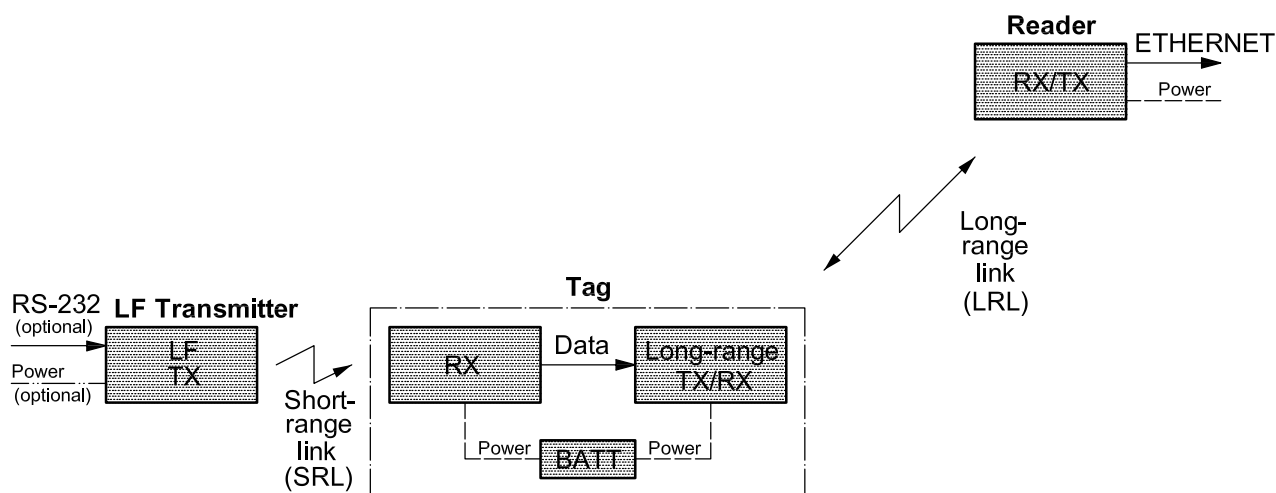 Reader
ETHERNET
RX/TX
Power
Long-
range
link
(LRL)
Tag
RS-232
(optional)
LF Transmitter
LF
TX
Power
(optional)
Short-
range
link
(SRL)
RX
Data
Long-range
TX/RX
Power
BATT
Power